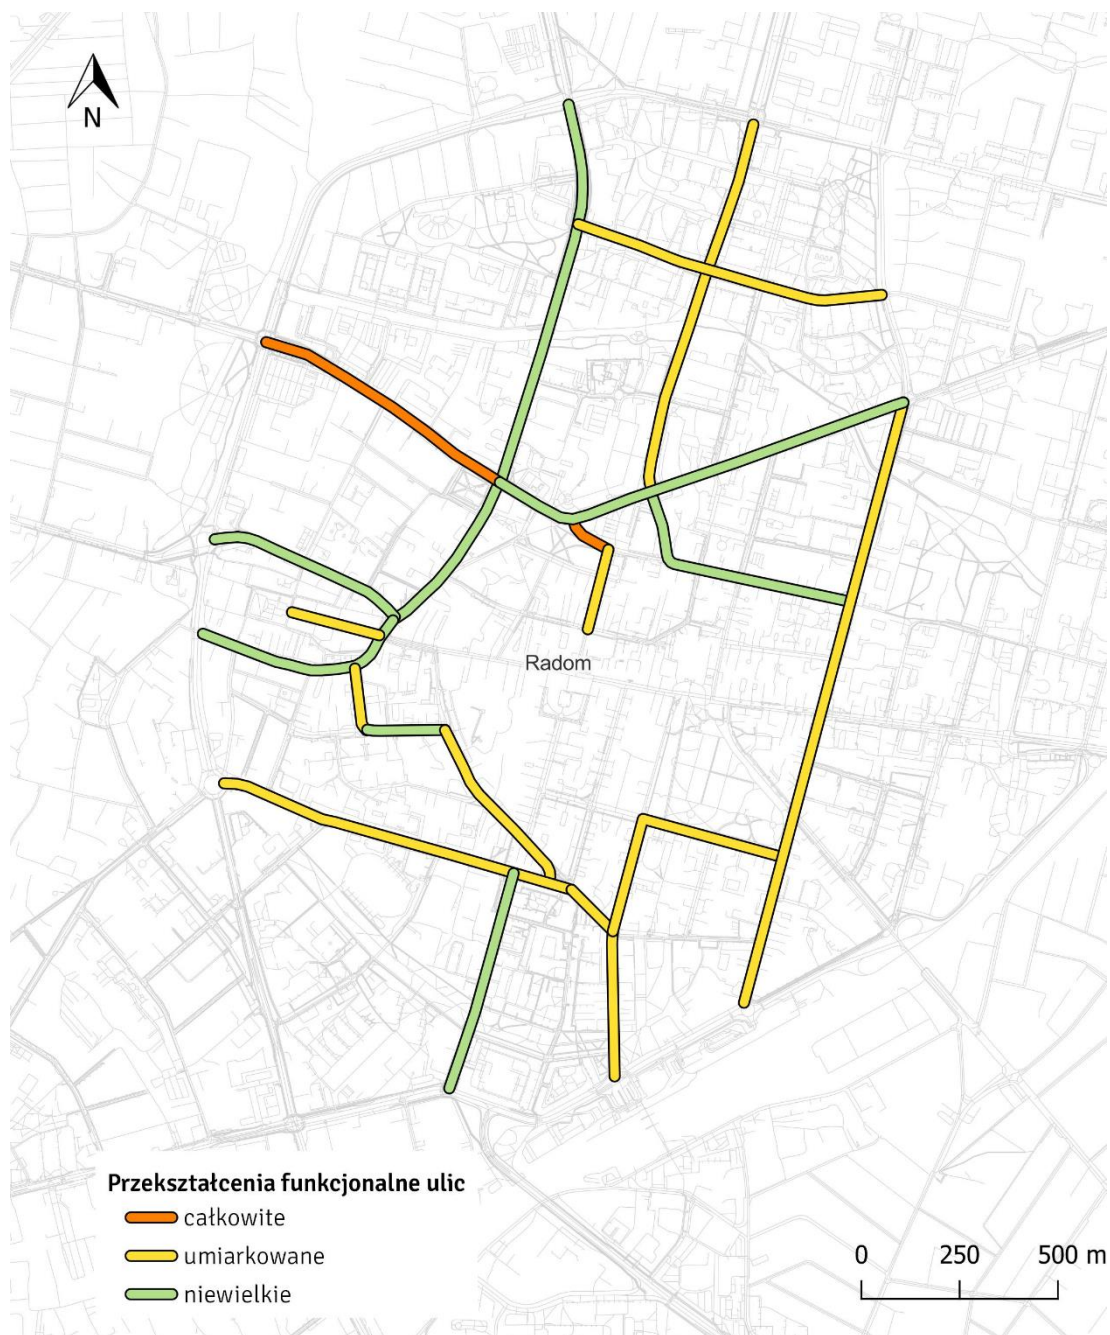 N
Radom
Przekształcenia funkcjonalne ulic
całkowite
umiarkowane
niewielkie
0 250 500 m